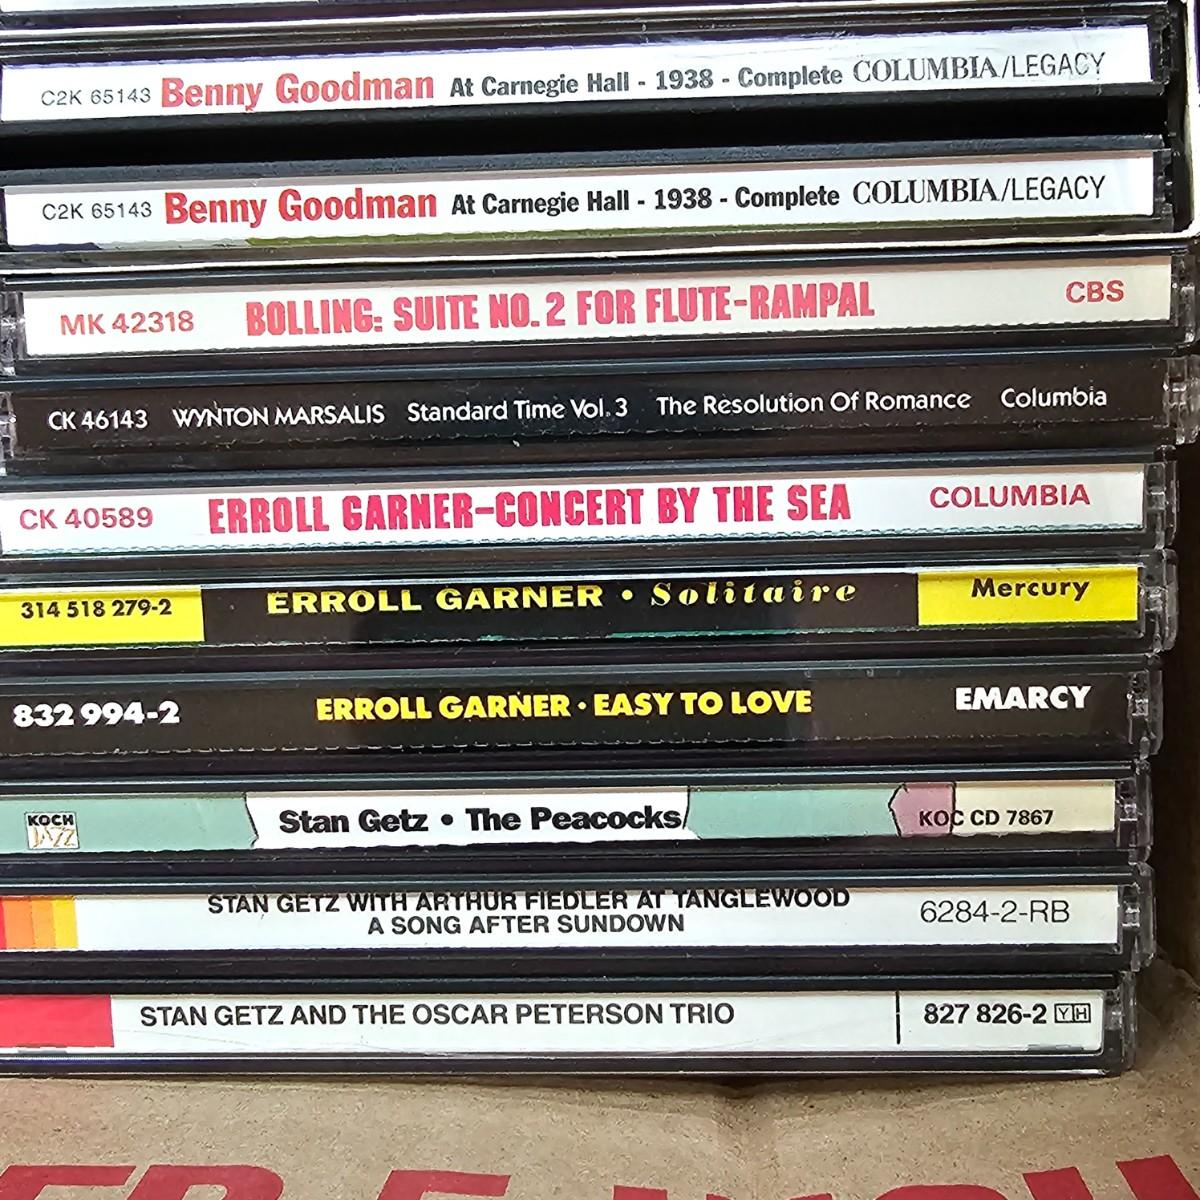 C2K 65143 Benny Goodman At Carnegie Hall - 1938 - Complete COLUMBIA/LEGACY
C2K 65143 Benny Goodman At Carnegie Hall - 1938 - Complete COLUMBIA/LEGACY
MK 42318 BOLLING: SUITE NO. 2 FOR FLUTE-RAMPAL CBS
CK 46143 WYNTON MARSALIS Standard Time Vol. 3 The Resolution Of Romance Columbia
CK 40589 ERROLL GARNER-CONCERT BY THE SEA COLUMBIA
314 518 279-2 ERROLL GARNER • Solitaire Mercury
832 994-2 ERROLL GARNER · EASY TO LOVE EMARCY
KOCH JAZZ Stan Getz • The Peacocks KOC CD 7867
STAN GETZ WITH ARTHUR FIEDLER AT TANGLEWOOD
A SONG AFTER SUNDOWN 6284-2-RB
STAN GETZ AND THE OSCAR PETERSON TRIO 827 826-2 YH